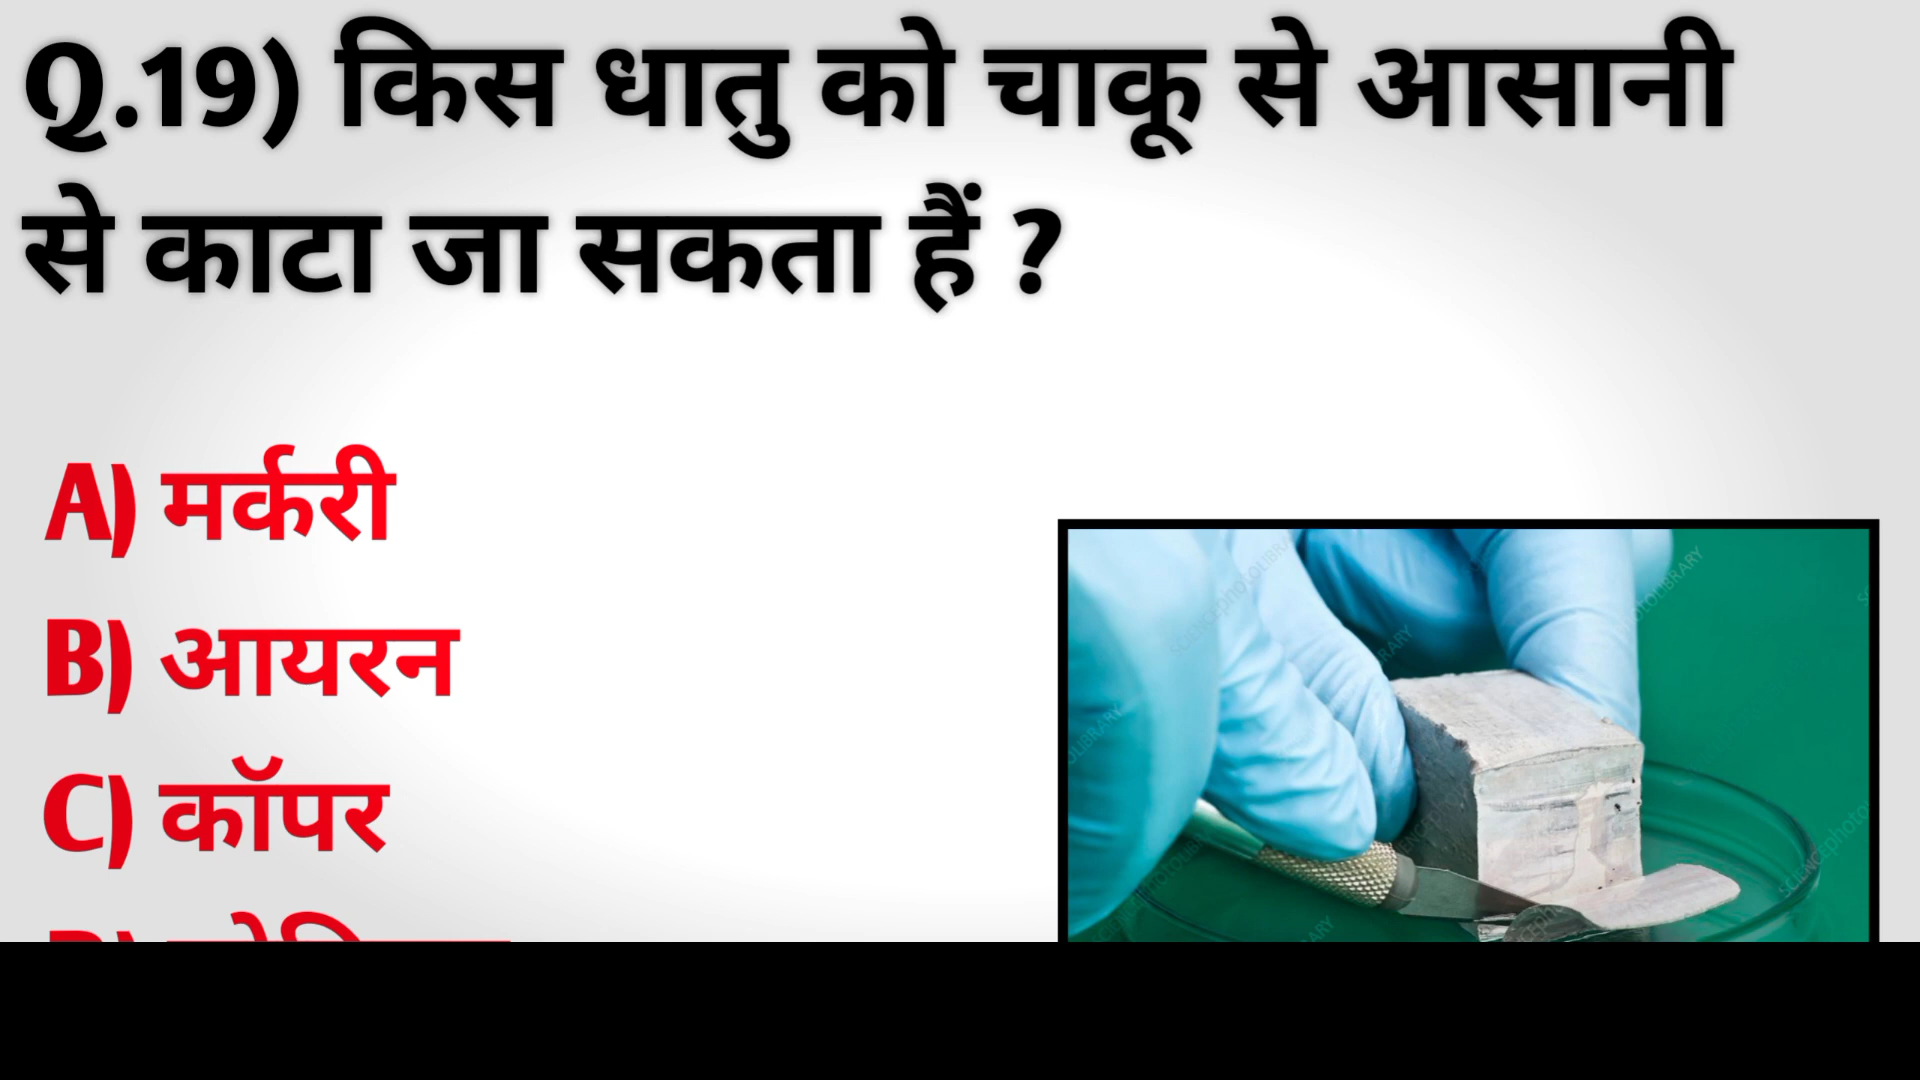 Q.19) किस धातु को चाकू से आसानी
से काटा जा सकता हैं ?
A) मर्करी
B) आयरन
C) कॉपर